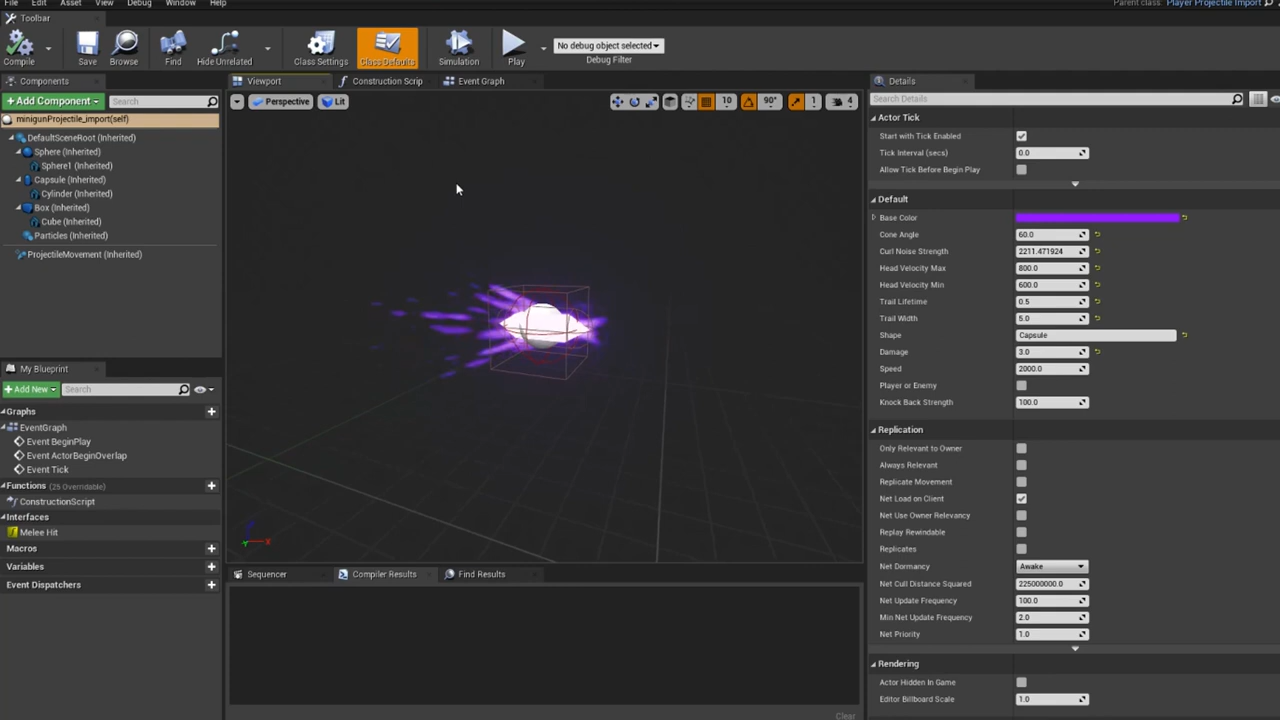 File Edit Asset View Debug Window Help
Parent class: Player Projectile Import
Toolbar
Compile Save Browse Find Hide Unrelated Class Settings Class Defaults Simulation Play
No debug object selected
Debug Filter
Components
+Add Component
Search
minigunProjectile_import(self)
DefaultSceneRoot (Inherited)
Sphere (Inherited)
Sphere1 (Inherited)
Capsule (Inherited)
Cylinder (Inherited)
Box (Inherited)
Cube (Inherited)
Particles (Inherited)
ProjectileMovement (Inherited)
My Blueprint
+Add New
Search
Graphs
EventGraph
Event BeginPlay
Event ActorBeginOverlap
Event Tick
Functions (25 Overridable)
ConstructionScript
Interfaces
Melee Hit
Macros
Variables
Event Dispatchers
Viewport Construction Scrip Event Graph
Perspective Lit
10 90° 1 4
Sequencer Compiler Results Find Results
Clear
Details
Search Details
Actor Tick
Start with Tick Enabled
Tick Interval (secs) 0.0
Allow Tick Before Begin Play
Default
Base Color
Cone Angle 60.0
Curl Noise Strength 2211.471924
Head Velocity Max 800.0
Head Velocity Min 600.0
Trail Lifetime 0.5
Trail Width 5.0
Shape Capsule
Damage 3.0
Speed 2000.0
Player or Enemy
Knock Back Strength 100.0
Replication
Only Relevant to Owner
Always Relevant
Replicate Movement
Net Load on Client
Net Use Owner Relevancy
Replay Rewindable
Replicates
Net Dormancy Awake
Net Cull Distance Squared 225000000.0
Net Update Frequency 100.0
Min Net Update Frequency 2.0
Net Priority 1.0
Rendering
Actor Hidden In Game
Editor Billboard Scale 1.0